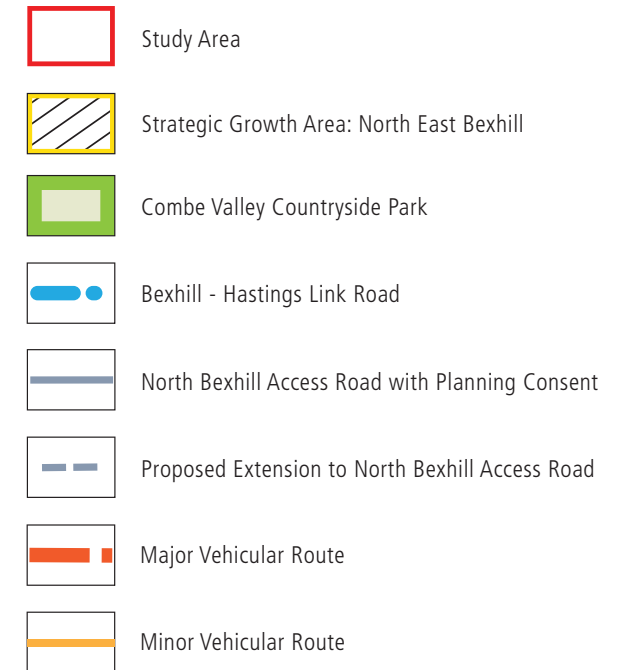 Study Area
Strategic Growth Area: North East Bexhill
Combe Valley Countryside Park
Bexhill - Hastings Link Road
North Bexhill Access Road with Planning Consent
Proposed Extension to North Bexhill Access Road
Major Vehicular Route
Minor Vehicular Route